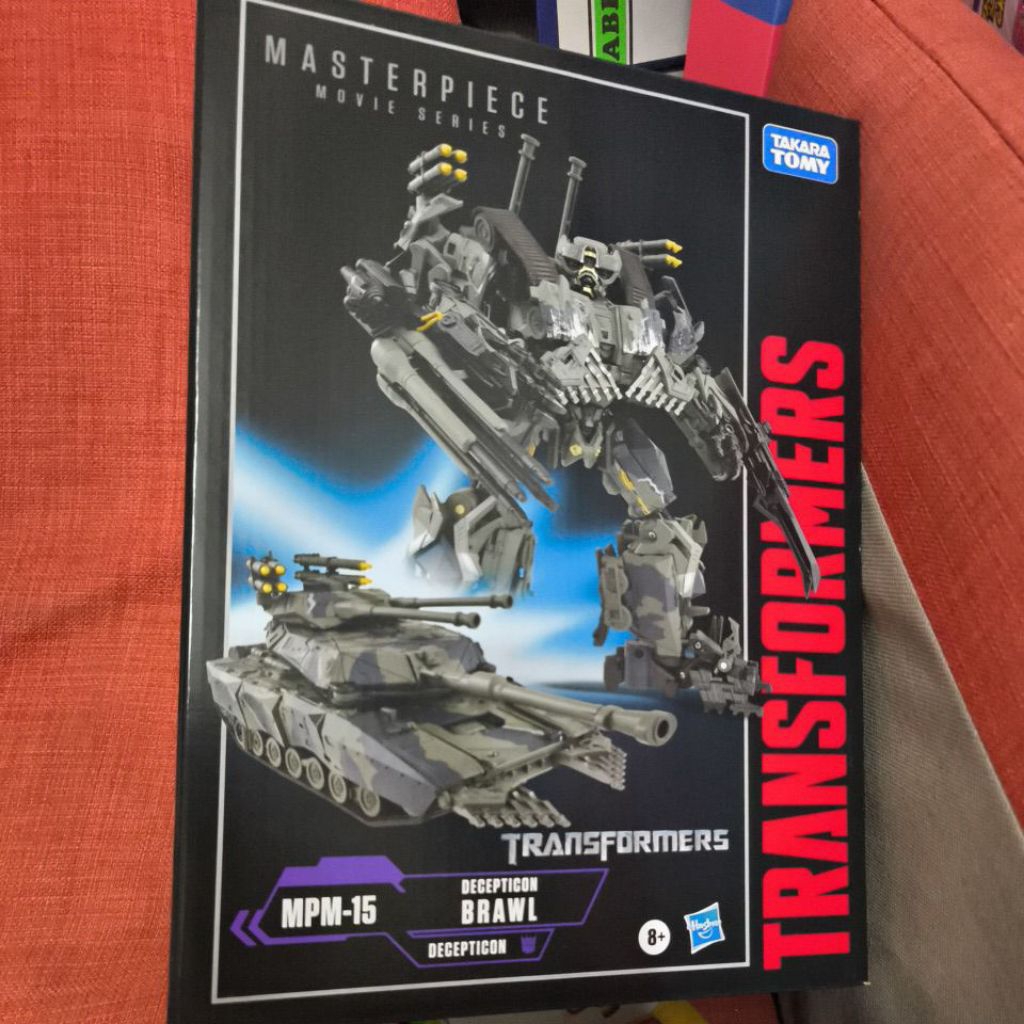 MASTERPIECE
MOVIE SERIES
TAKARA
TOMY
TRANSFORMERS
TRANSFORMERS
MPM-15
DECEPTICON
BRAWL
DECEPTICON
8+
Hasbro